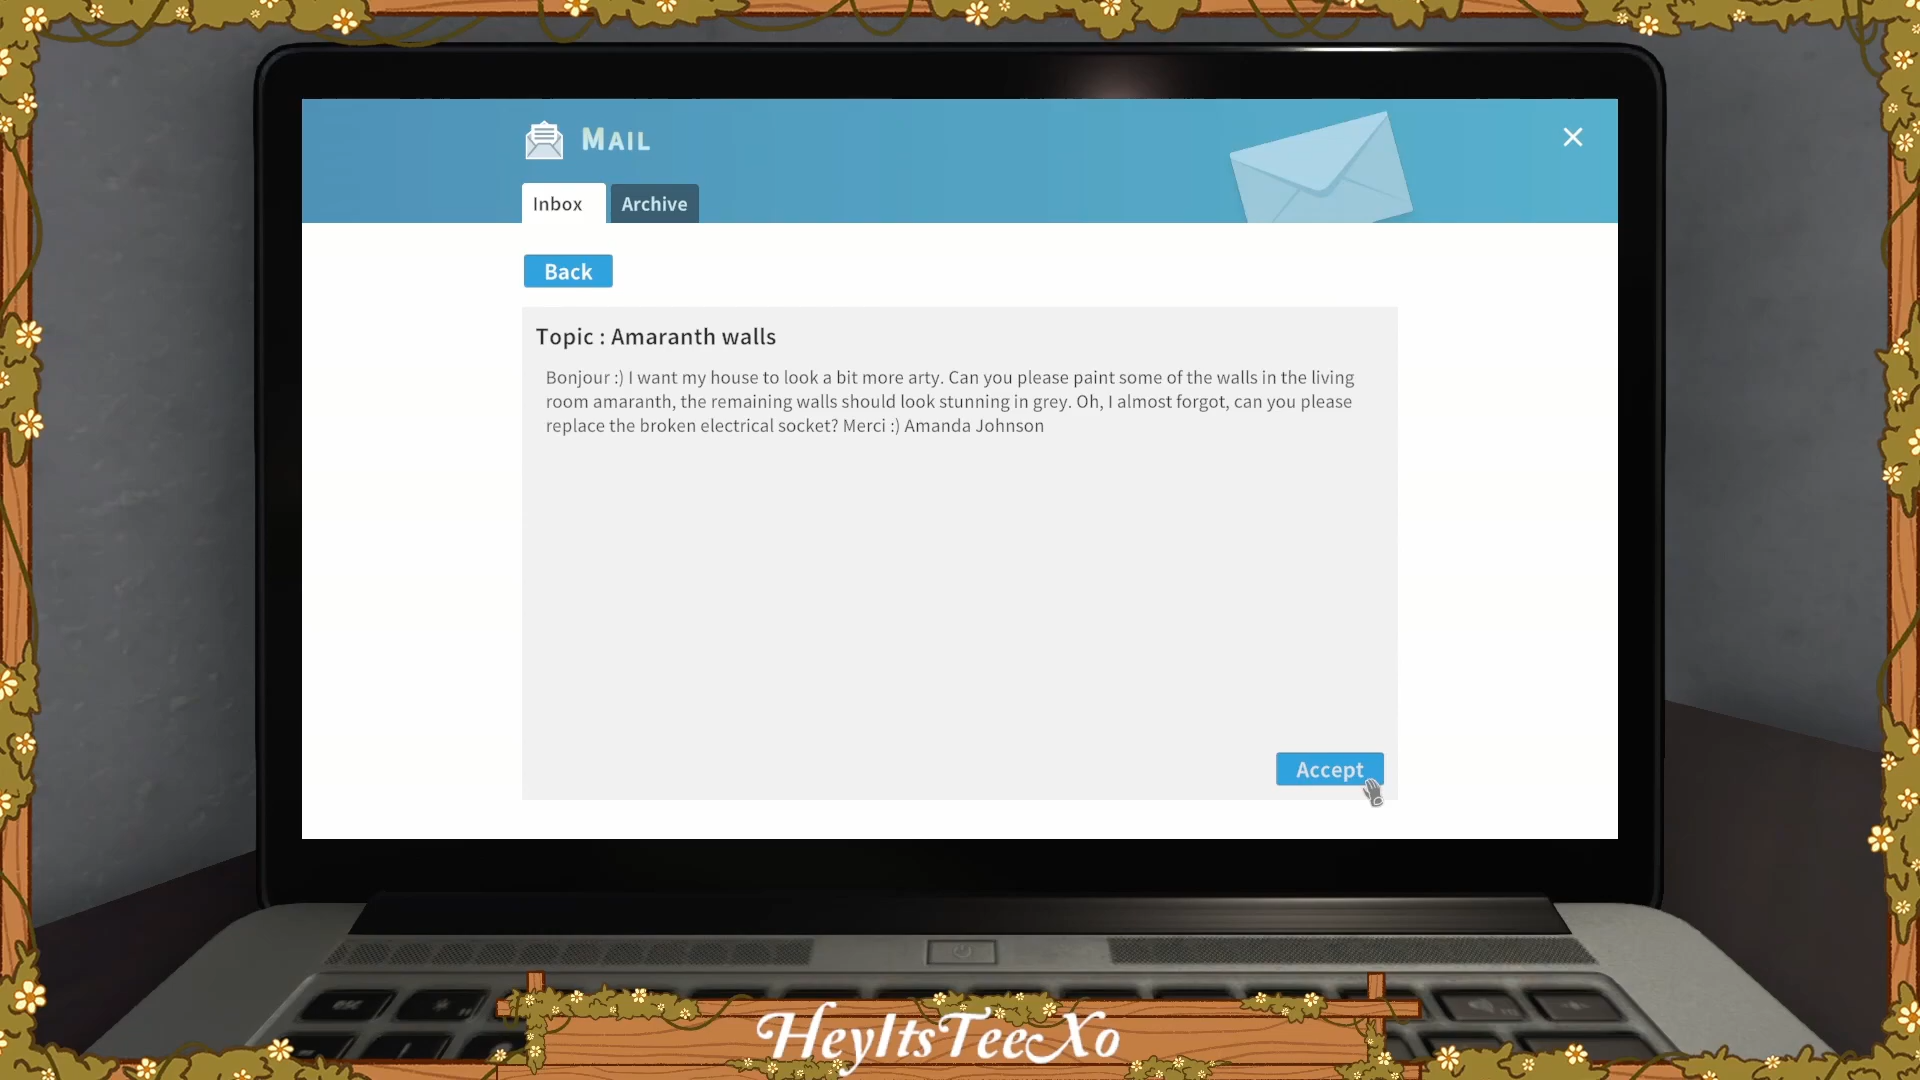 MAIL
Inbox
Archive
Back
Topic : Amaranth walls
Bonjour :) I want my house to look a bit more arty. Can you please paint some of the walls in the living
room amaranth, the remaining walls should look stunning in grey. Oh, I almost forgot, can you please
replace the broken electrical socket? Merci :) Amanda Johnson
Accept
esc
HeyItsTeeXo